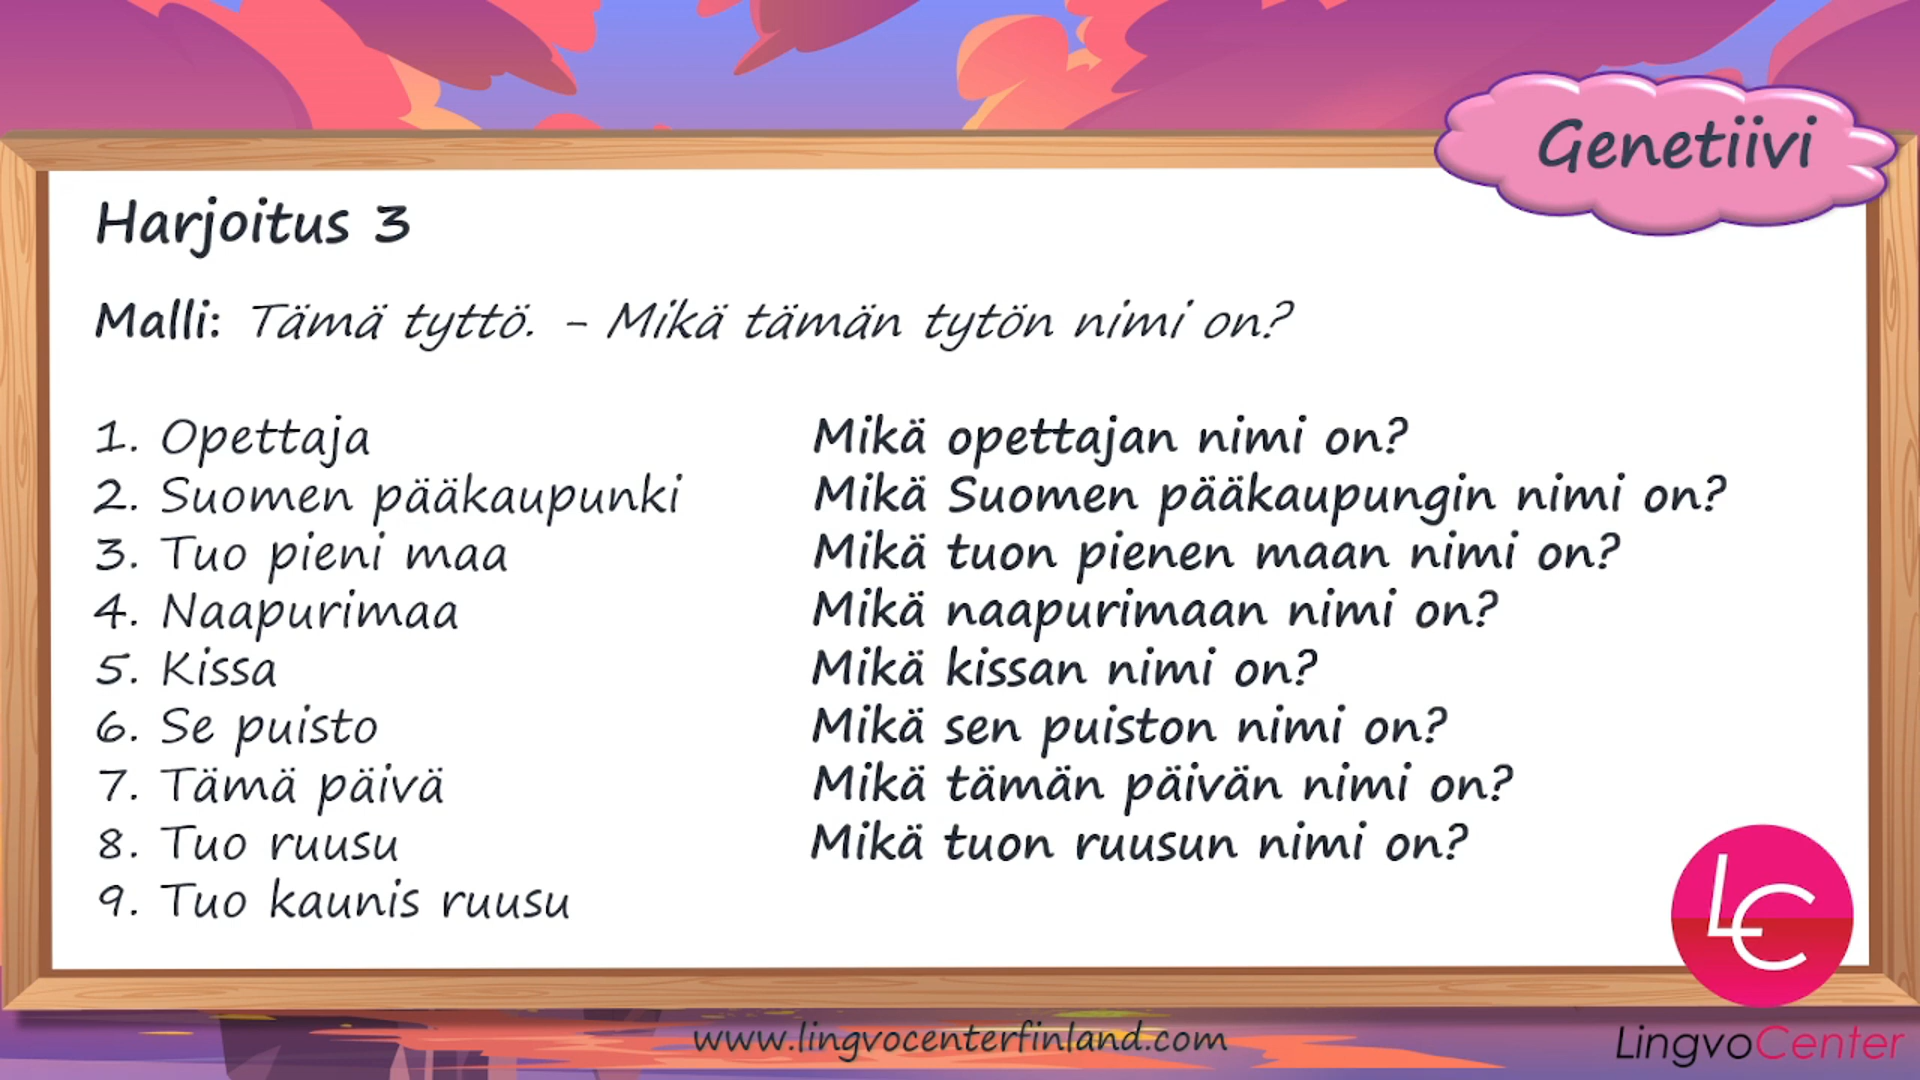 Genetiivi
Harjoitus 3
Malli: Tämä tyttö. – Mikä tämän tytön nimi on?
1. Opettaja Mikä opettajan nimi on?
2. Suomen pääkaupunki Mikä Suomen pääkaupungin nimi on?
3. Tuo pieni maa Mikä tuon pienen maan nimi on?
4. Naapurimaa Mikä naapurimaan nimi on?
5. Kissa Mikä kissan nimi on?
6. Se puisto Mikä sen puiston nimi on?
7. Tämä päivä Mikä tämän päivän nimi on?
8. Tuo ruusu Mikä tuon ruusun nimi on?
9. Tuo kaunis ruusu
LC
www.lingvocenterfinland.com
LingvoCenter